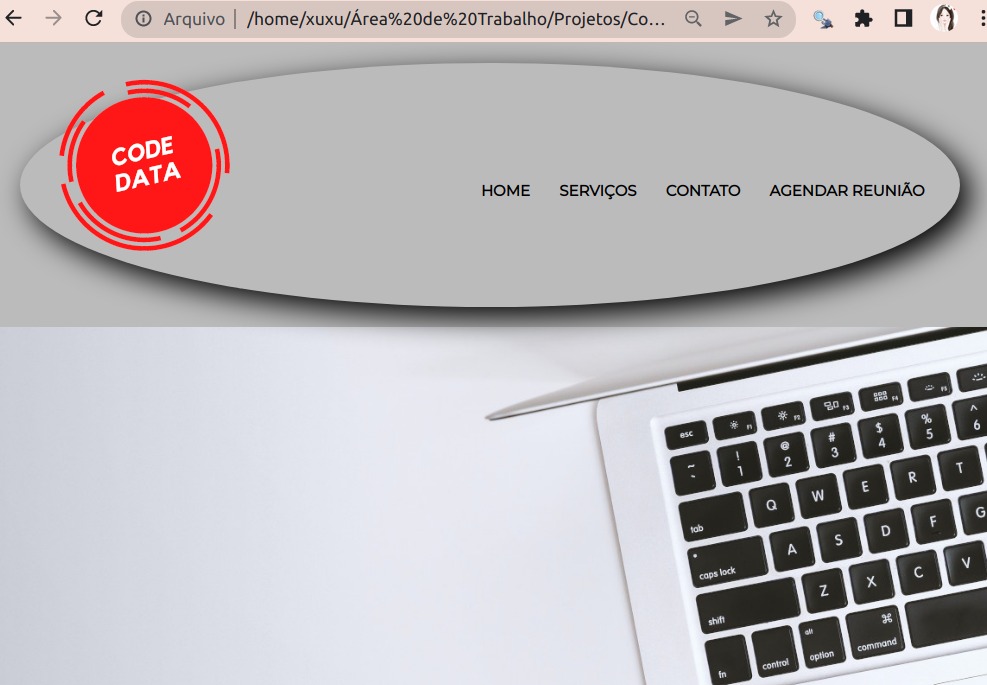 Arquivo | /home/xuxu/Área%20de%20Trabalho/Projetos/Co...
CODE
DATA
HOME SERVIÇOS CONTATO AGENDAR REUNIÃO
esc F1 F2 F3 F4 F5
~ ! @ # $ % ^
` 1 2 3 4 5 6
tab Q W E R T
caps lock A S D F G
shift Z X C V
fn control alt option ⌘ command